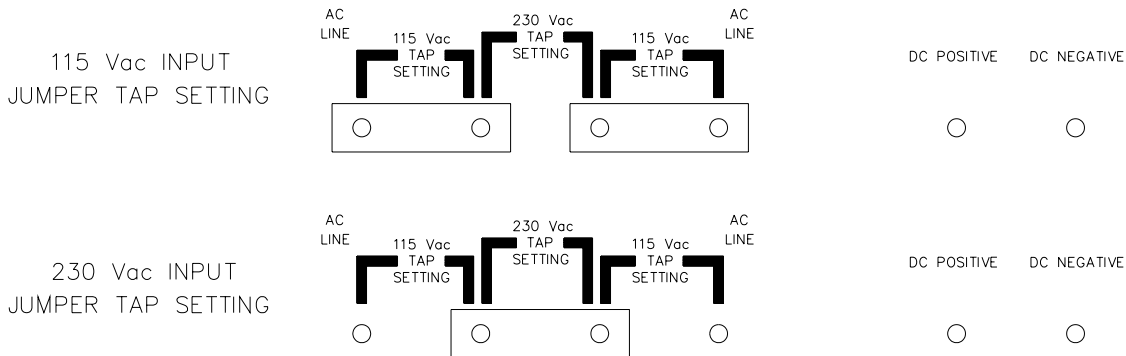 115 Vac INPUT
JUMPER TAP SETTING
AC
LINE
115 Vac
TAP
SETTING
230 Vac
TAP
SETTING
115 Vac
TAP
SETTING
AC
LINE
DC POSITIVE
DC NEGATIVE
230 Vac INPUT
JUMPER TAP SETTING
AC
LINE
115 Vac
TAP
SETTING
230 Vac
TAP
SETTING
115 Vac
TAP
SETTING
AC
LINE
DC POSITIVE
DC NEGATIVE